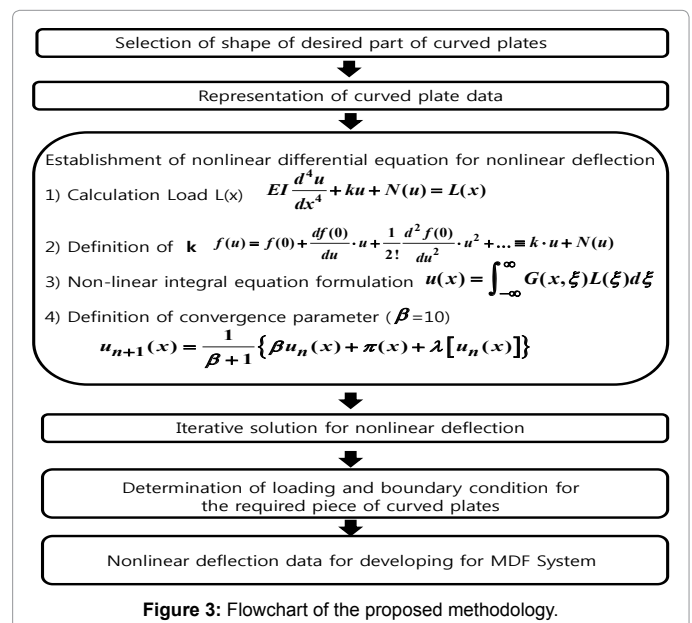 Selection of shape of desired part of curved plates
Representation of curved plate data
Establishment of nonlinear differential equation for nonlinear deflection
1) Calculation Load L(x) EI d⁴u/dx⁴ + ku + N(u) = L(x)
2) Definition of k f(u) = f(0) + df(0)/du · u + 1/2! d²f(0)/du² · u² + ... ≡ k · u + N(u)
3) Non-linear integral equation formulation u(x) = ∫_{-∞}^{∞} G(x, ξ)L(ξ)dξ
4) Definition of convergence parameter ( β =10)
u_{n+1}(x) = 1/(β + 1) {βu_n(x) + π(x) + λ[u_n(x)]}
Iterative solution for nonlinear deflection
Determination of loading and boundary condition for
the required piece of curved plates
Nonlinear deflection data for developing for MDF System
Figure 3: Flowchart of the proposed methodology.